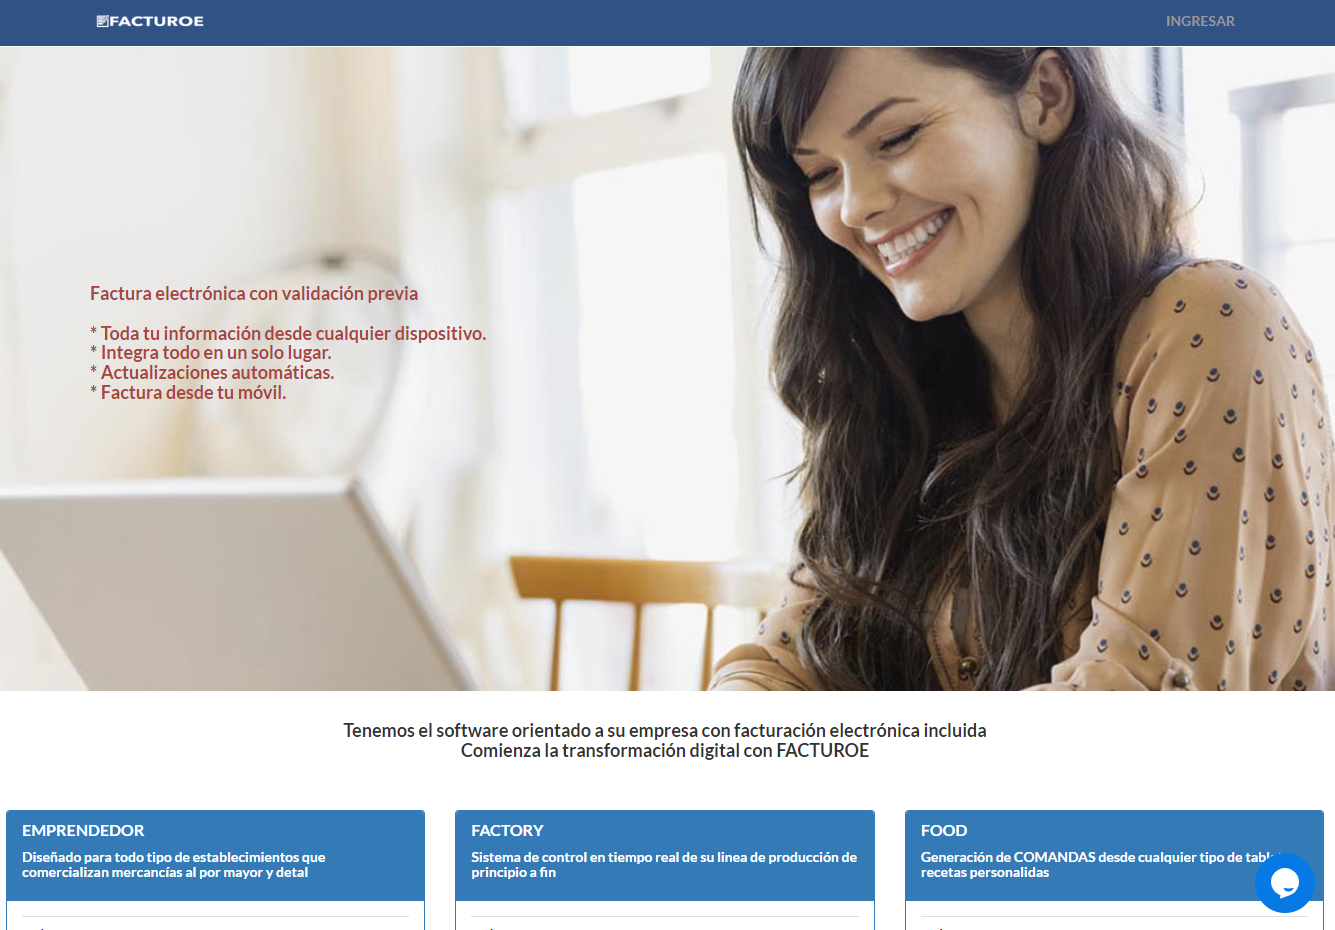 FACTUROE
INGRESAR
Factura electrónica con validación previa
* Toda tu información desde cualquier dispositivo.
* Integra todo en un solo lugar.
* Actualizaciones automáticas.
* Factura desde tu móvil.
Tenemos el software orientado a su empresa con facturación electrónica incluida
Comienza la transformación digital con FACTUROE
EMPRENDEDOR
Diseñado para todo tipo de establecimientos que
comercializan mercancías al por mayor y detal
FACTORY
Sistema de control en tiempo real de su linea de producción de
principio a fin
FOOD
Generación de COMANDAS desde cualquier tipo de
recetas personalidas